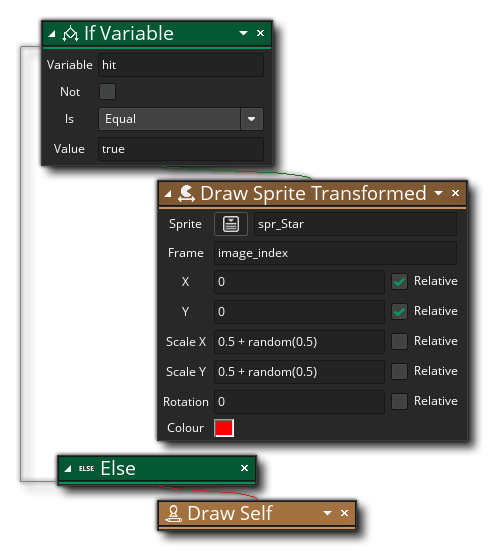 If Variable
Variable hit
Not
Is Equal
Value true
Draw Sprite Transformed
Sprite spr_Star
Frame image_index
X 0 Relative
Y 0 Relative
Scale X 0.5 + random(0.5) Relative
Scale Y 0.5 + random(0.5) Relative
Rotation 0 Relative
Colour
ELSE Else
Draw Self